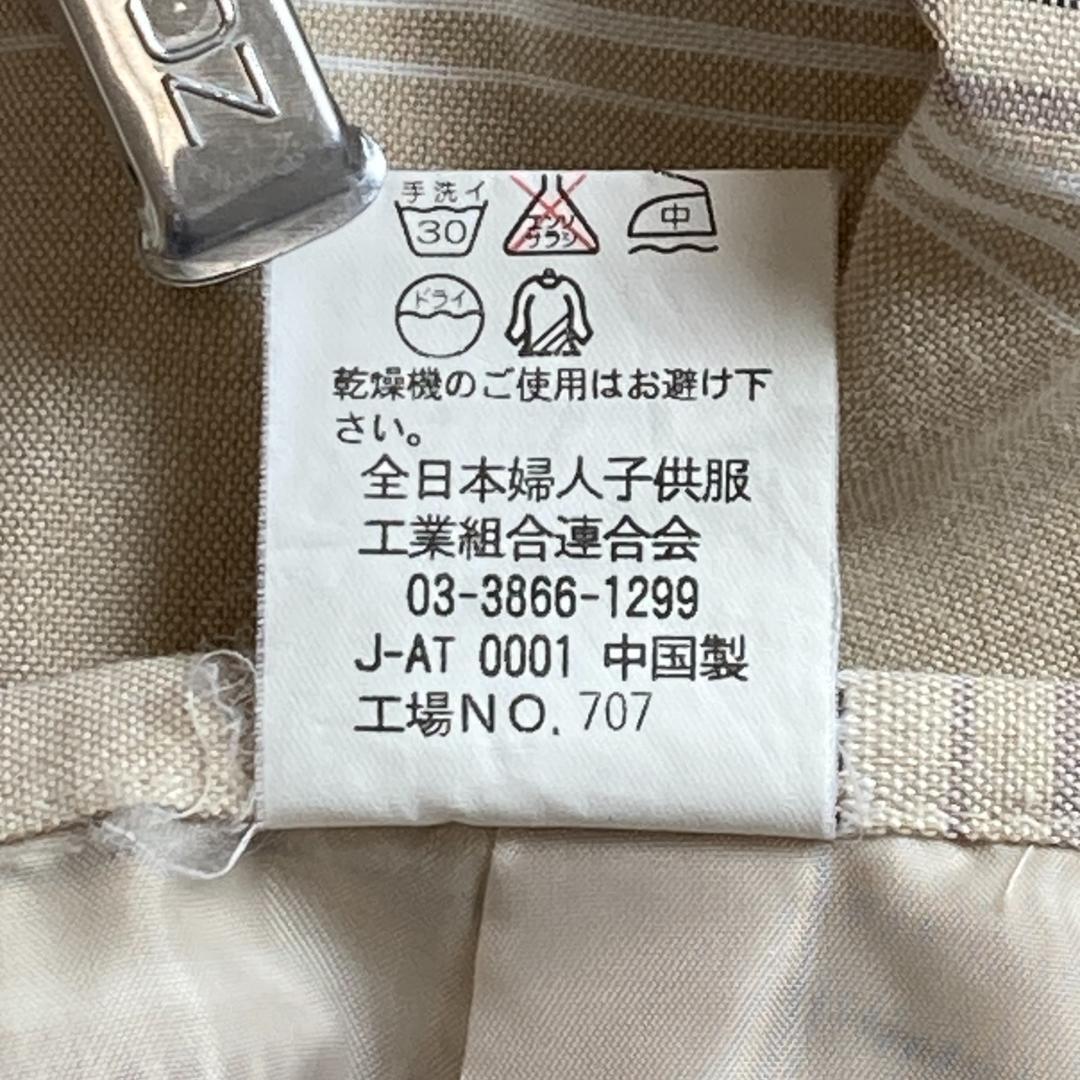 手洗イ
30
エンソ
サラシ
中
ドライ
乾燥機のご使用はお避け下
さい。
全日本婦人子供服
工業組合連合会
03-3866-1299
J-AT 0001 中国製
工場NO. 707